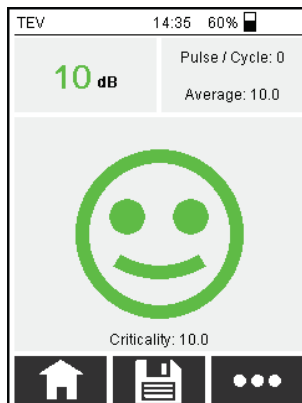 TEV 14:35 60%
10 dB
Pulse / Cycle: 0
Average: 10.0
Criticality: 10.0